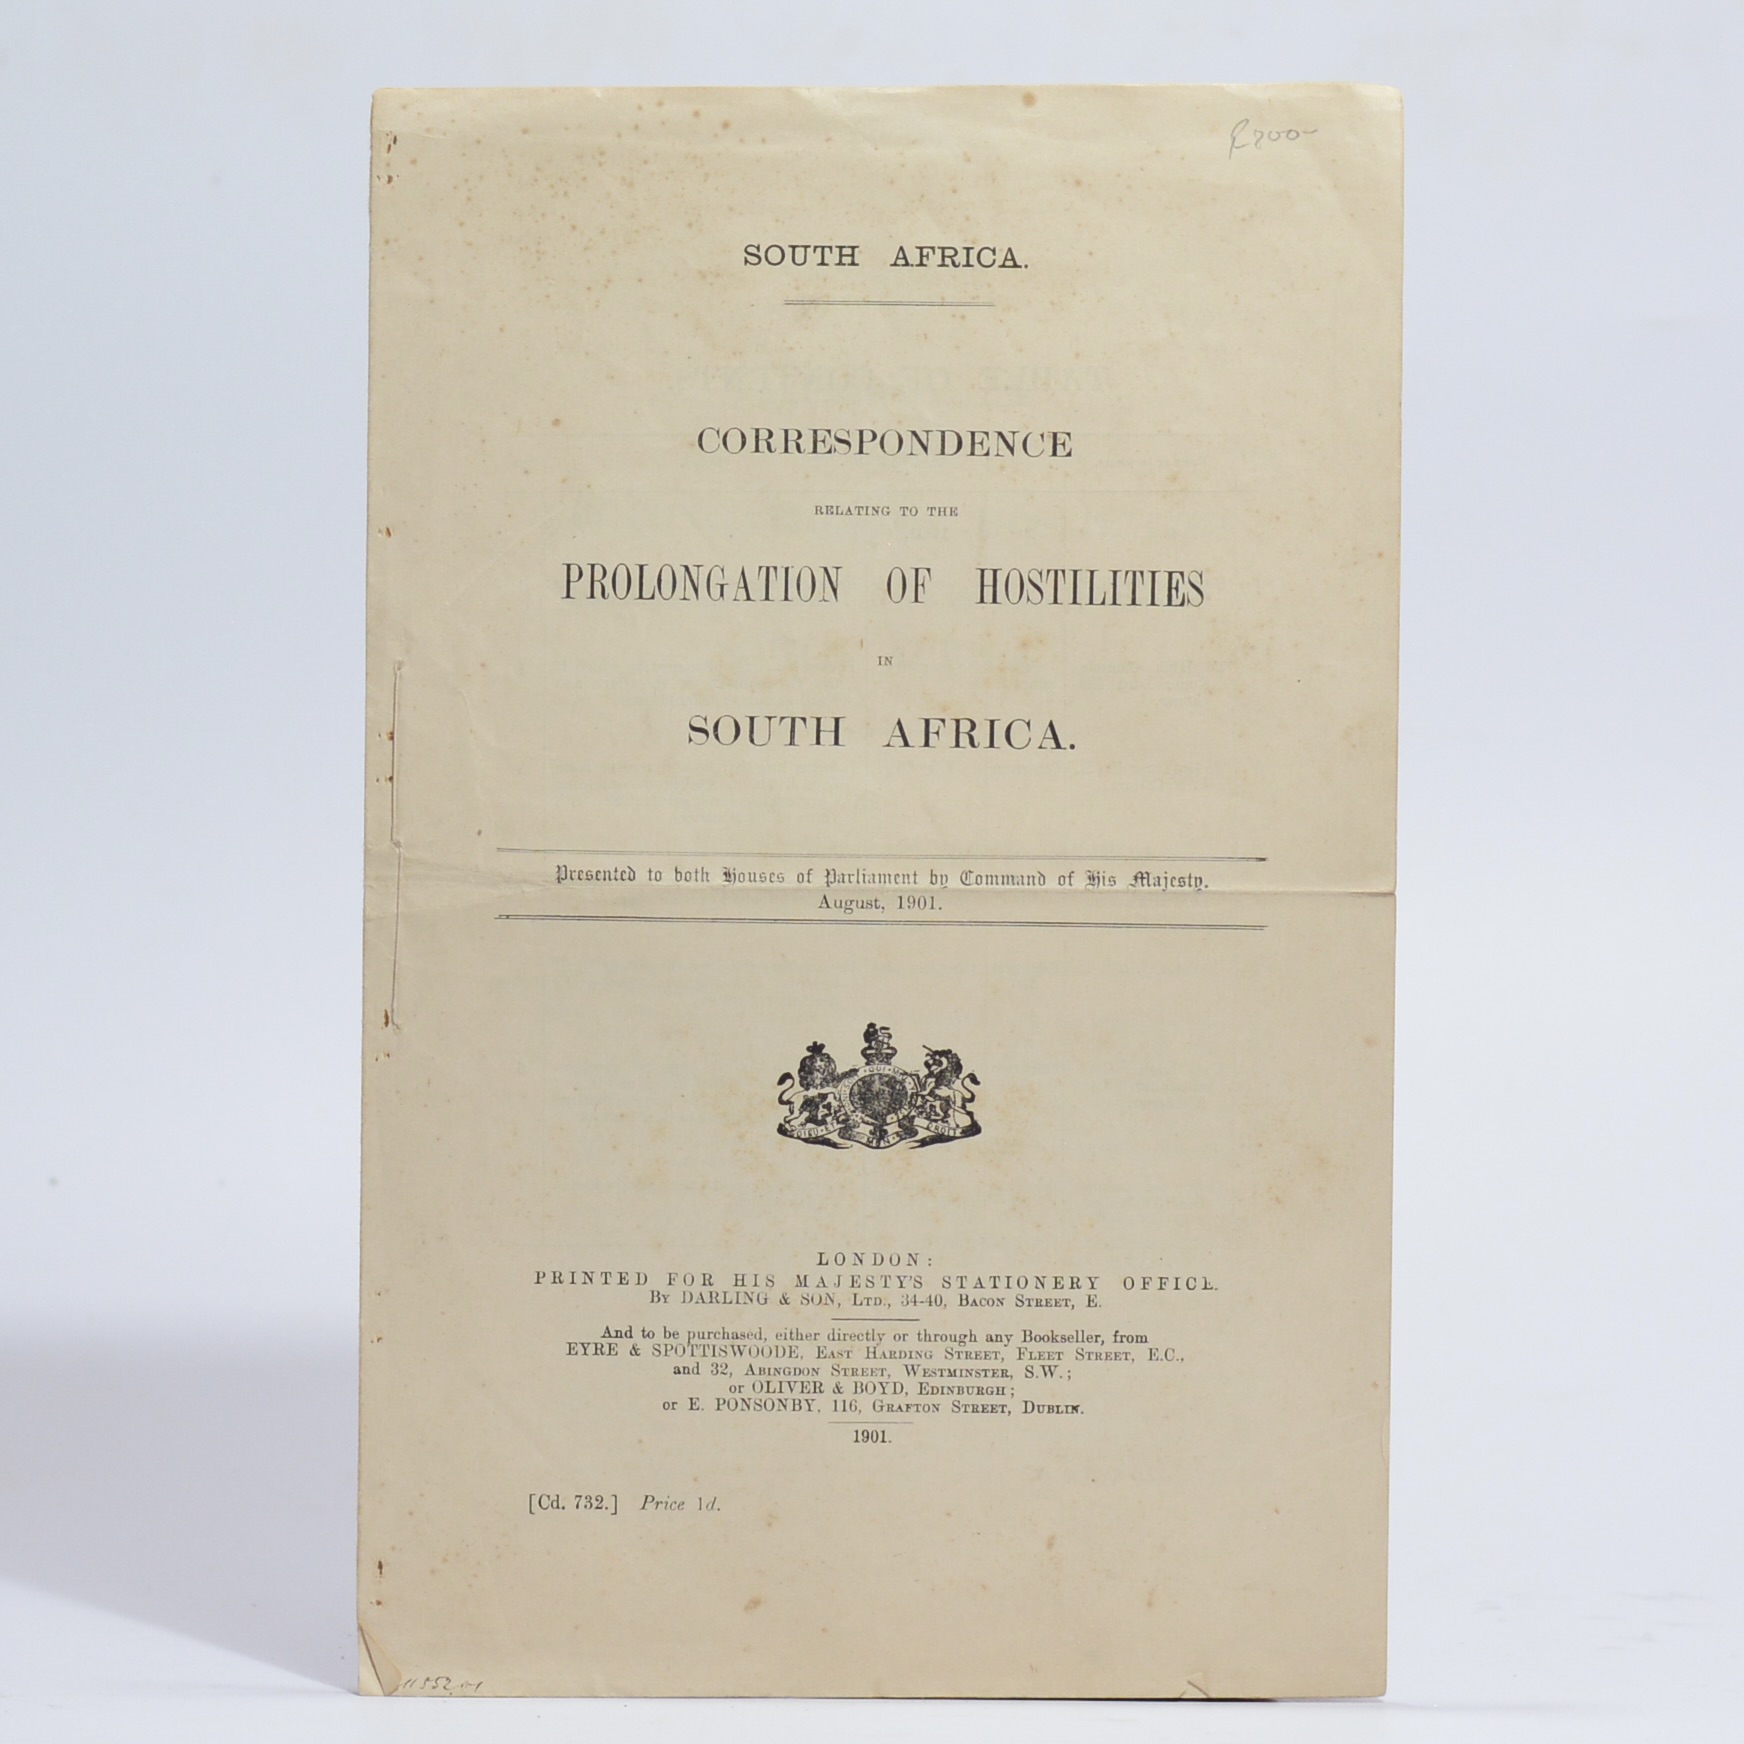 R700-
SOUTH AFRICA.
CORRESPONDENCE
RELATING TO THE
PROLONGATION OF HOSTILITIES
IN
SOUTH AFRICA.
Presented to both Houses of Parliament by Command of His Majesty.
August, 1901.
LONDON:
PRINTED FOR HIS MAJESTY'S STATIONERY OFFICE.
BY DARLING & SON, LTD., 34-40, BACON STREET, E.
And to be purchased, either directly or through any Bookseller, from
EYRE & SPOTTISWOODE, EAST HARDING STREET, FLEET STREET, E.C.,
and 32, ABINGDON STREET, WESTMINSTER, S.W.;
or OLIVER & BOYD, EDINBURGH;
or E. PONSONBY, 116, GRAFTON STREET, DUBLIN.
1901.
[Cd. 732.] Price 1d.